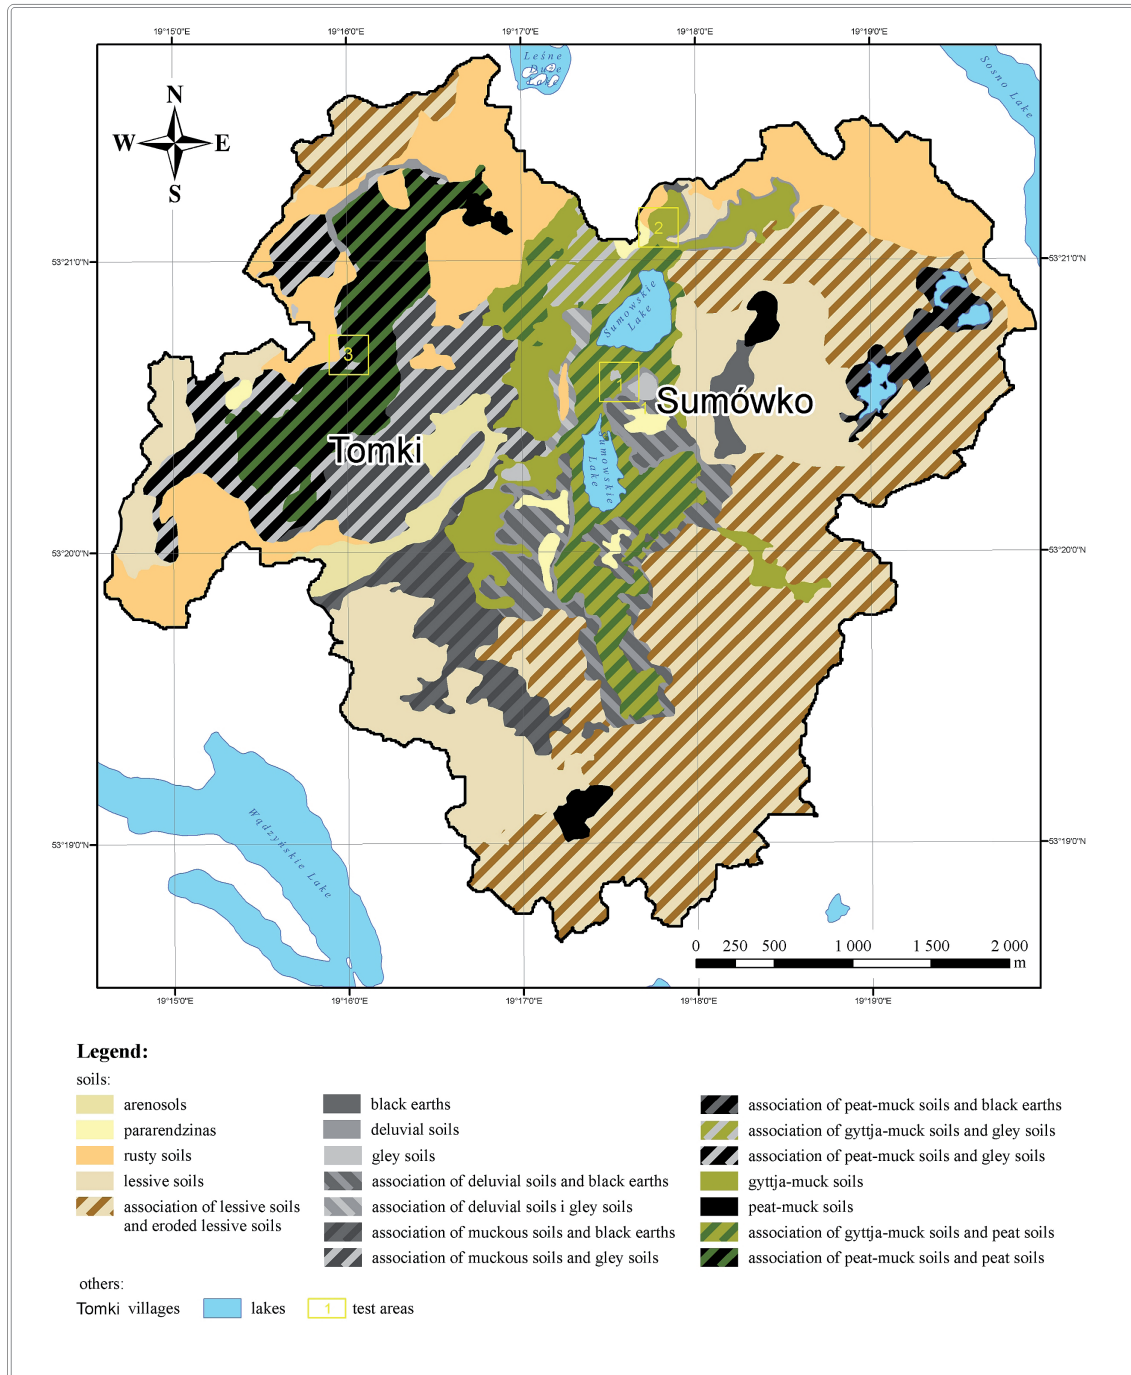 19°15'0"E 19°16'0"E 19°17'0"E 19°18'0"E 19°19'0"E
Leśne
Duże
Lake
Sosno Lake
N
W E
S
2
53°21'0"N 53°21'0"N
Sumowskie
Lake
3
1
Sumówko
Tomki
Sumowskie
Lake
53°20'0"N 53°20'0"N
Wądzyńskie Lake
53°19'0"N 53°19'0"N
0 250 500 1 000 1 500 2 000
m
19°15'0"E 19°16'0"E 19°17'0"E 19°18'0"E 19°19'0"E
Legend:
soils:
arenosols
pararendzinas
rusty soils
lessive soils
association of lessive soils
and eroded lessive soils
black earths
deluvial soils
gley soils
association of deluvial soils and black earths
association of deluvial soils i gley soils
association of muckous soils and black earths
association of muckous soils and gley soils
association of peat-muck soils and black earths
association of gyttja-muck soils and gley soils
association of peat-muck soils and gley soils
gyttja-muck soils
peat-muck soils
association of gyttja-muck soils and peat soils
association of peat-muck soils and peat soils
others:
Tomki villages lakes 1 test areas